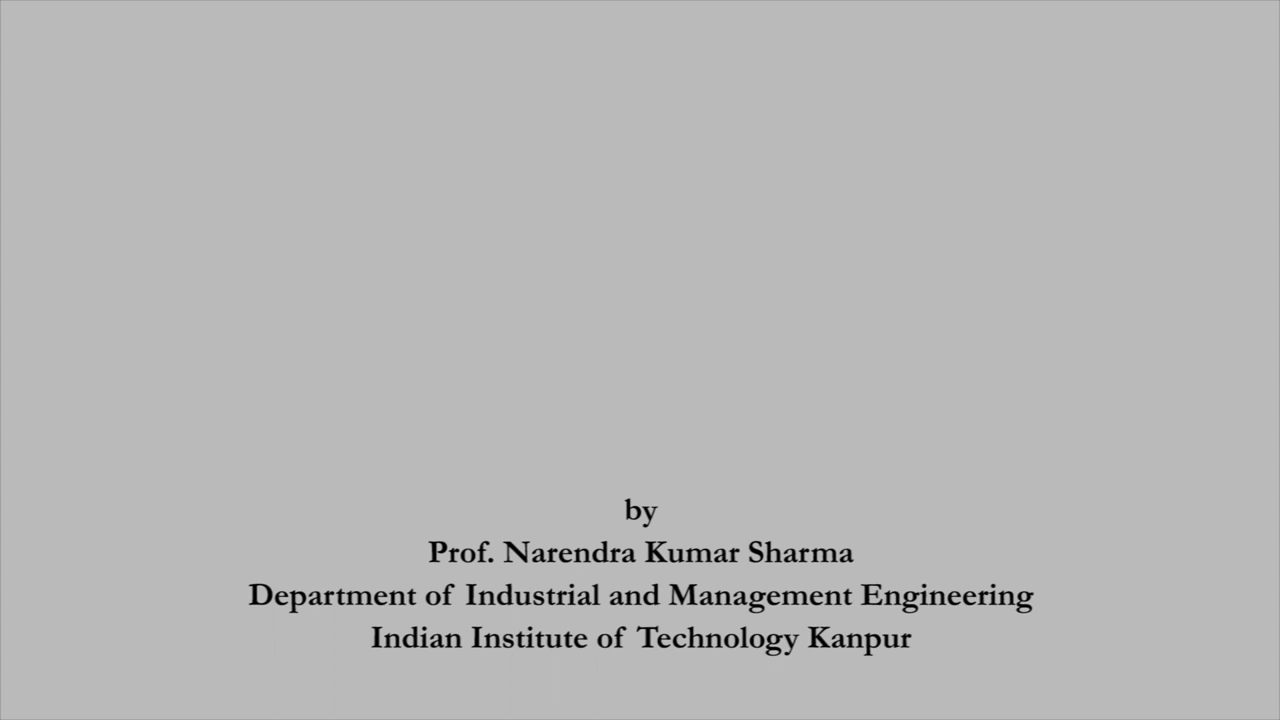 by
Prof. Narendra Kumar Sharma
Department of Industrial and Management Engineering
Indian Institute of Technology Kanpur